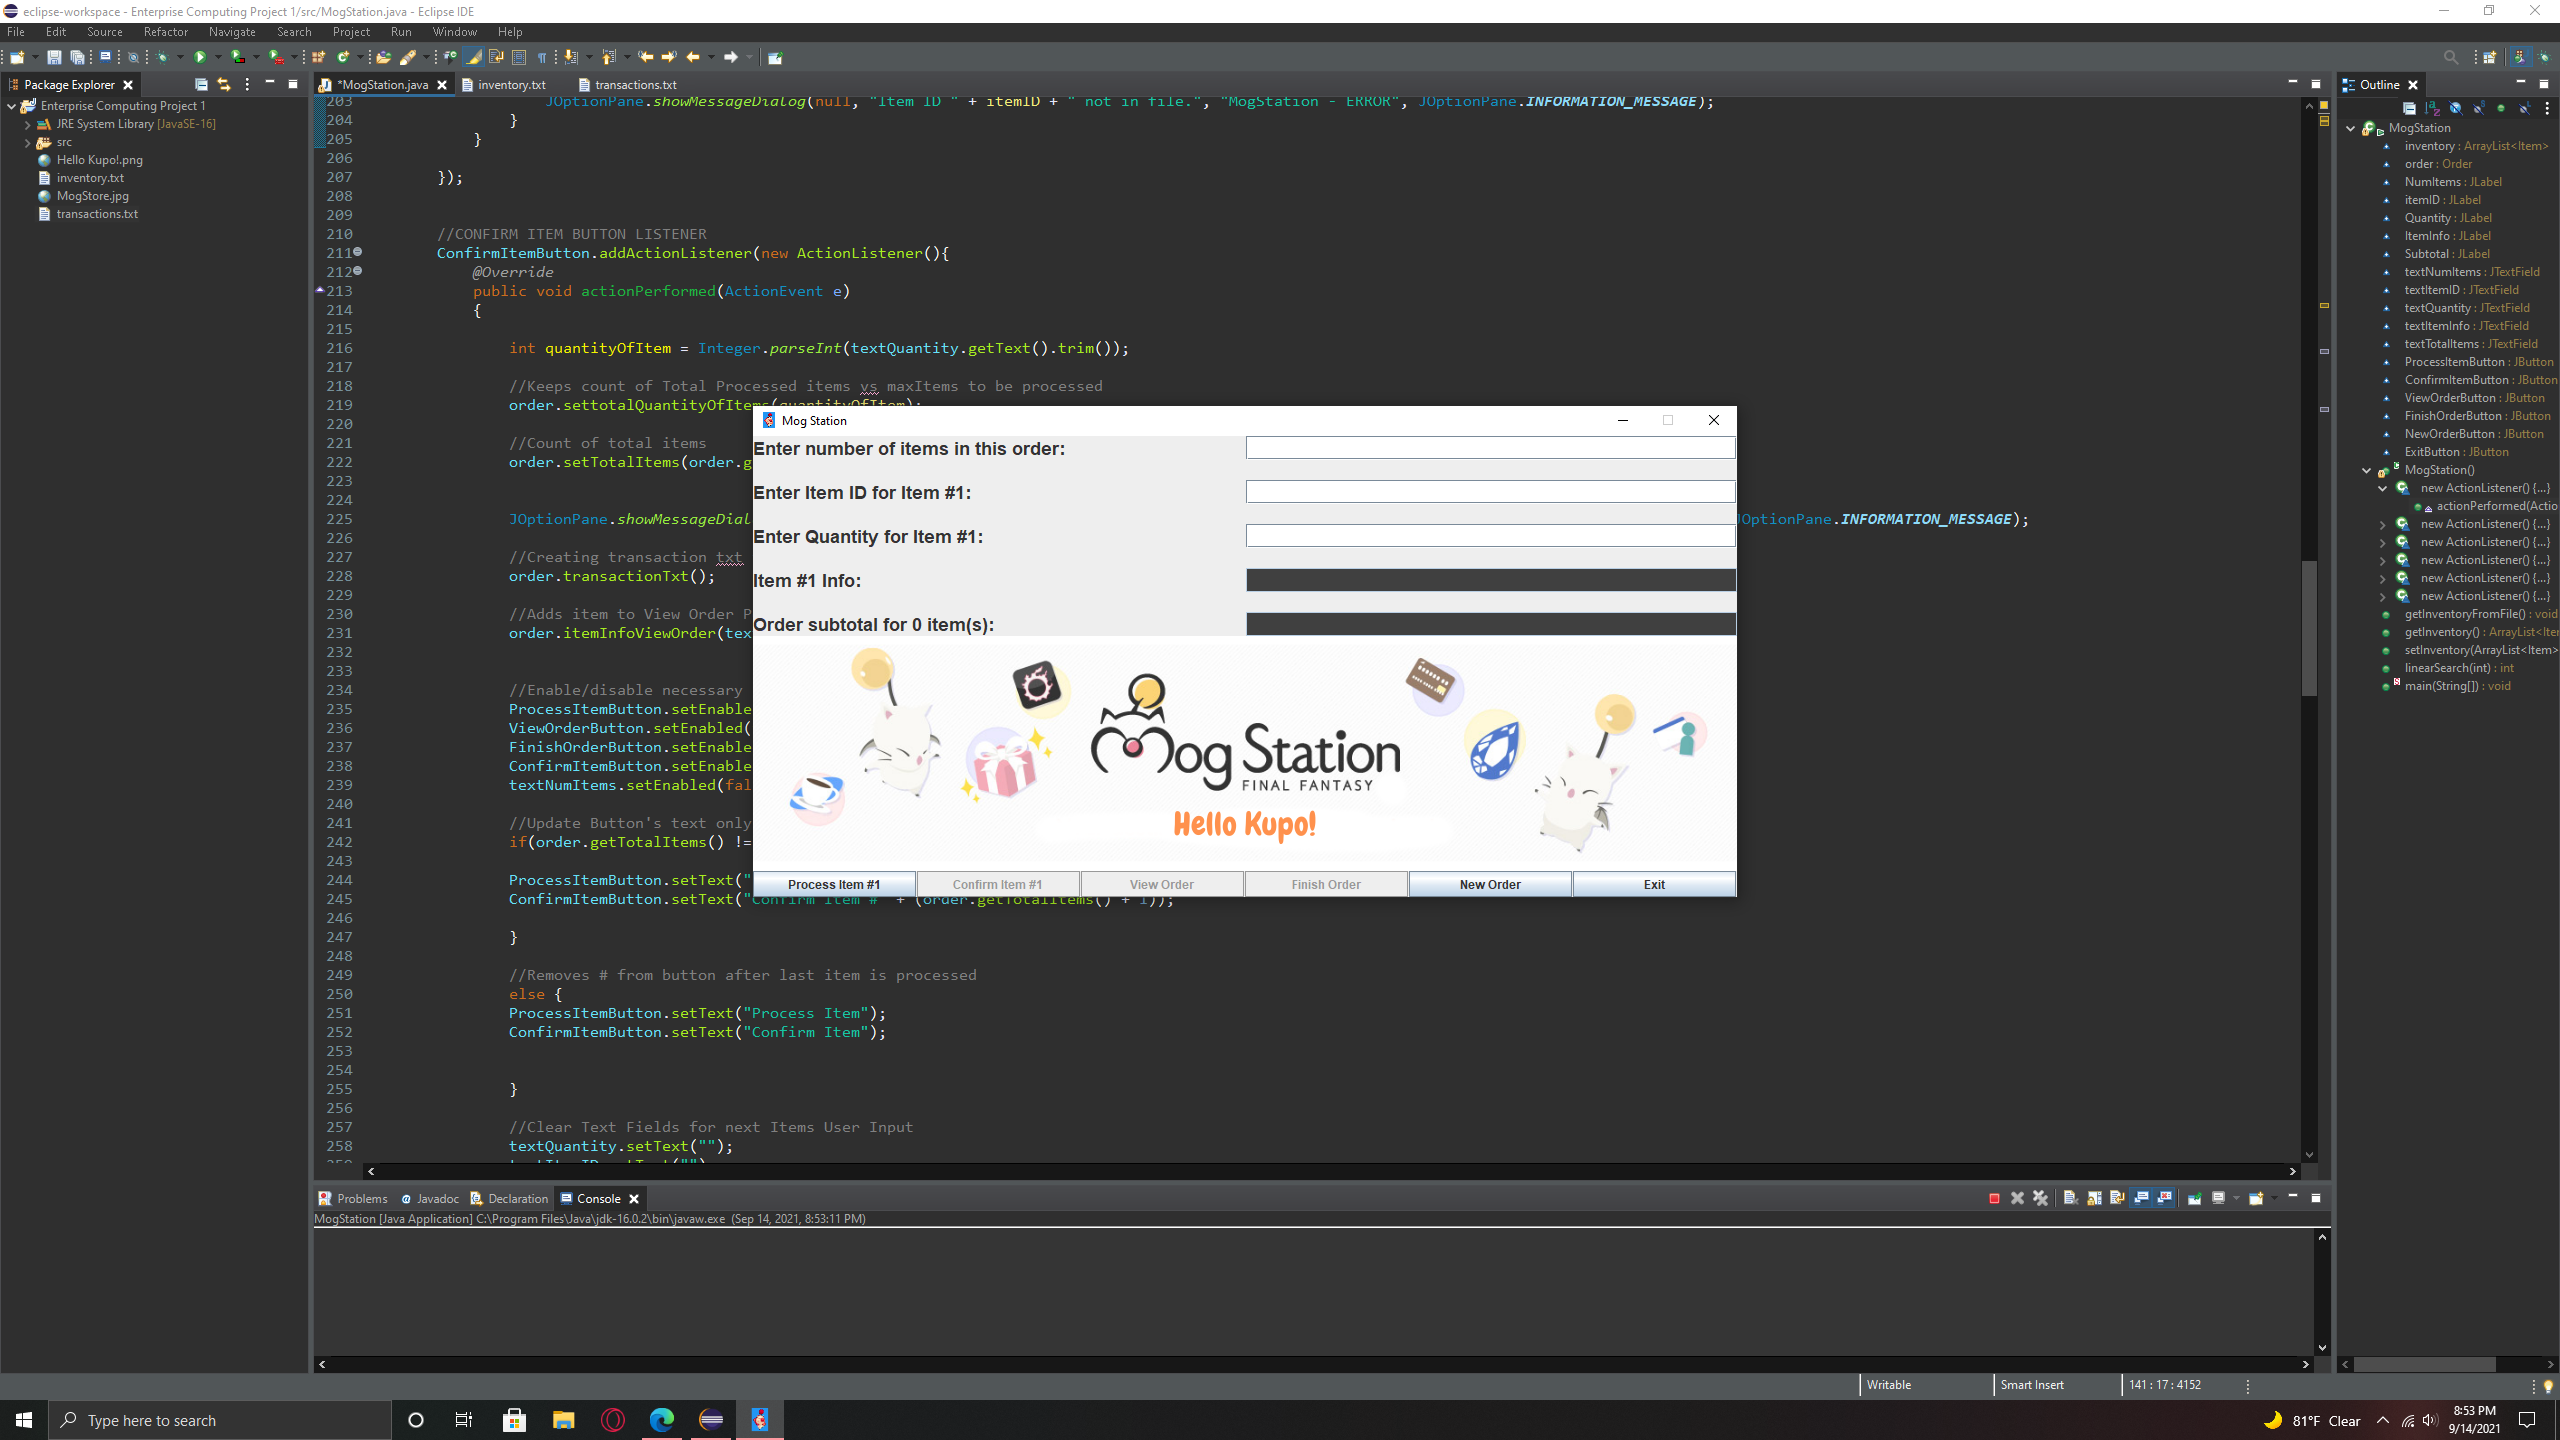 eclipse-workspace - Enterprise Computing Project 1/src/MogStation.java - Eclipse IDE
File Edit Source Refactor Navigate Search Project Run Window Help
Package Explorer
Enterprise Computing Project 1
JRE System Library [JavaSE-16]
src
Hello Kupo!.png
inventory.txt
MogStore.jpg
transactions.txt
*MogStation.java inventory.txt transactions.txt
203 JOptionPane.showMessageDialog(null, "Item ID " + itemID + " not in file.", "MogStation - ERROR", JOptionPane.INFORMATION_MESSAGE);
204 }
205 }
206
207 });
208
209
210 //CONFIRM ITEM BUTTON LISTENER
211 ConfirmItemButton.addActionListener(new ActionListener(){
212 @Override
213 public void actionPerformed(ActionEvent e)
214 {
215
216 int quantityOfItem = Integer.parseInt(textQuantity.getText().trim());
217
218 //Keeps count of Total Processed items vs maxItems to be processed
219 order.settotalQuantityOfItems(quantityOfItem);
220
221 //Count of total items
222 order.setTotalItems(order.g
223
224
225 JOptionPane.showMessageDial JOptionPane.INFORMATION_MESSAGE);
226
227 //Creating transaction txt
228 order.transactionTxt();
229
230 //Adds item to View Order P
231 order.itemInfoViewOrder(tex
232
233
234 //Enable/disable necessary
235 ProcessItemButton.setEnable
236 ViewOrderButton.setEnabled(
237 FinishOrderButton.setEnable
238 ConfirmItemButton.setEnable
239 textNumItems.setEnabled(fal
240
241 //Update Button's text only
242 if(order.getTotalItems() !=
243
244 ProcessItemButton.setText("
245 ConfirmItemButton.setText("Confirm Item #" + (order.getTotalItems() + 1));
246
247 }
248
249 //Removes # from button after last item is processed
250 else {
251 ProcessItemButton.setText("Process Item");
252 ConfirmItemButton.setText("Confirm Item");
253
254
255 }
256
257 //Clear Text Fields for next Items User Input
258 textQuantity.setText("");
Mog Station
Enter number of items in this order:
Enter Item ID for Item #1:
Enter Quantity for Item #1:
Item #1 Info:
Order subtotal for 0 item(s):
Mog Station
FINAL FANTASY
Hello Kupo!
Process Item #1 Confirm Item #1 View Order Finish Order New Order Exit
Problems Javadoc Declaration Console
MogStation [Java Application] C:\Program Files\Java\jdk-16.0.2\bin\javaw.exe (Sep 14, 2021, 8:53:11 PM)
Outline
MogStation
inventory : ArrayList<Item>
order : Order
NumItems : JLabel
itemID : JLabel
Quantity : JLabel
ItemInfo : JLabel
Subtotal : JLabel
textNumItems : JTextField
textItemID : JTextField
textQuantity : JTextField
textItemInfo : JTextField
textTotalItems : JTextField
ProcessItemButton : JButton
ConfirmItemButton : JButton
ViewOrderButton : JButton
FinishOrderButton : JButton
NewOrderButton : JButton
ExitButton : JButton
MogStation()
new ActionListener() {...}
actionPerformed(Actio
new ActionListener() {...}
new ActionListener() {...}
new ActionListener() {...}
new ActionListener() {...}
new ActionListener() {...}
getInventoryFromFile() : void
getInventory() : ArrayList<Iter
setInventory(ArrayList<Item>
linearSearch(int) : int
main(String[]) : void
Writable Smart Insert 141 : 17 : 4152
Type here to search
81°F Clear
8:53 PM
9/14/2021